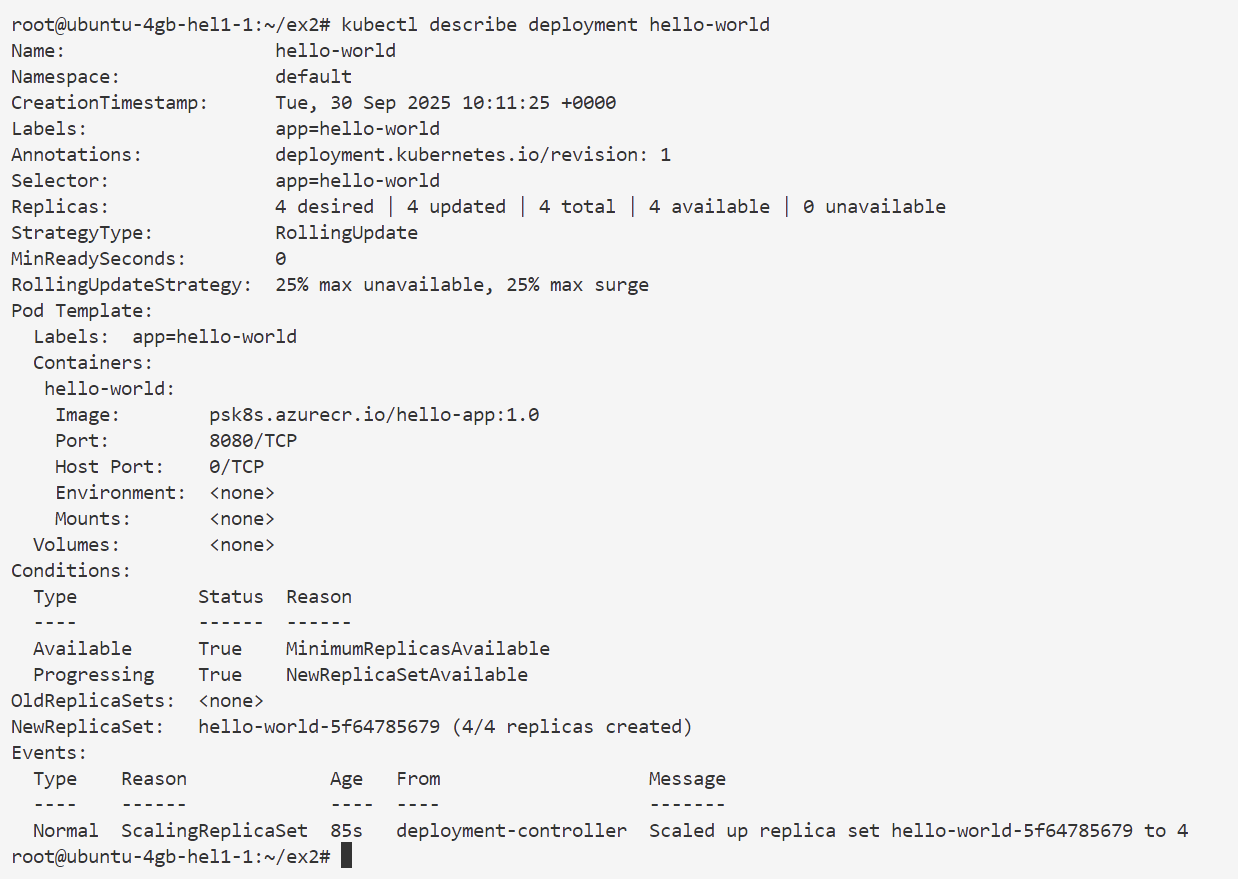 root@ubuntu-4gb-hel1-1:~/ex2# kubectl describe deployment hello-world
Name:                   hello-world
Namespace:              default
CreationTimestamp:      Tue, 30 Sep 2025 10:11:25 +0000
Labels:                 app=hello-world
Annotations:            deployment.kubernetes.io/revision: 1
Selector:               app=hello-world
Replicas:               4 desired | 4 updated | 4 total | 4 available | 0 unavailable
StrategyType:           RollingUpdate
MinReadySeconds:        0
RollingUpdateStrategy:  25% max unavailable, 25% max surge
Pod Template:
  Labels:  app=hello-world
  Containers:
   hello-world:
    Image:        psk8s.azurecr.io/hello-app:1.0
    Port:         8080/TCP
    Host Port:    0/TCP
    Environment:  <none>
    Mounts:       <none>
  Volumes:        <none>
Conditions:
  Type           Status  Reason
  ----           ------  ------
  Available      True    MinimumReplicasAvailable
  Progressing    True    NewReplicaSetAvailable
OldReplicaSets:  <none>
NewReplicaSet:   hello-world-5f64785679 (4/4 replicas created)
Events:
  Type    Reason             Age   From                   Message
  ----    ------             ----  ----                   -------
  Normal  ScalingReplicaSet  85s   deployment-controller  Scaled up replica set hello-world-5f64785679 to 4
root@ubuntu-4gb-hel1-1:~/ex2#